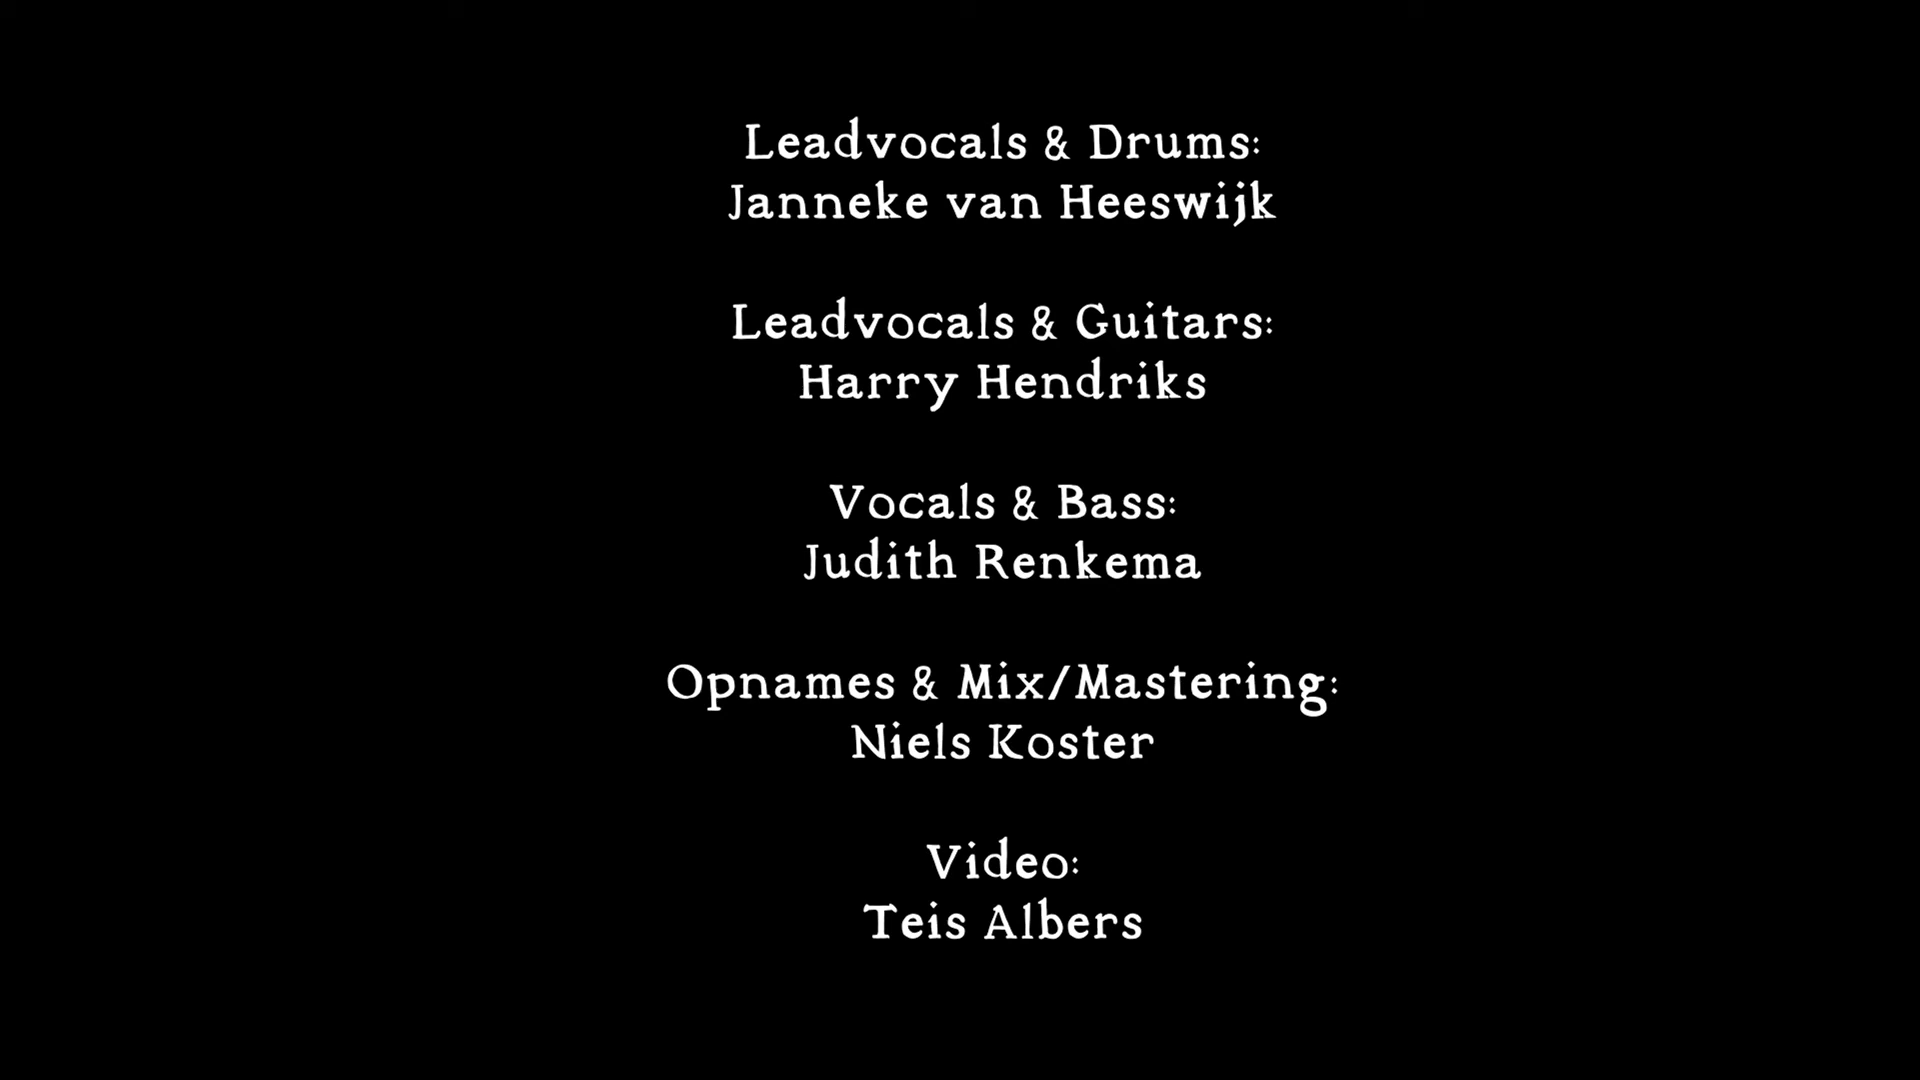 Leadvocals & Drums:
Janneke van Heeswijk
Leadvocals & Guitars:
Harry Hendriks
Vocals & Bass:
Judith Renkema
Opnames & Mix/Mastering:
Niels Koster
Video:
Teis Albers